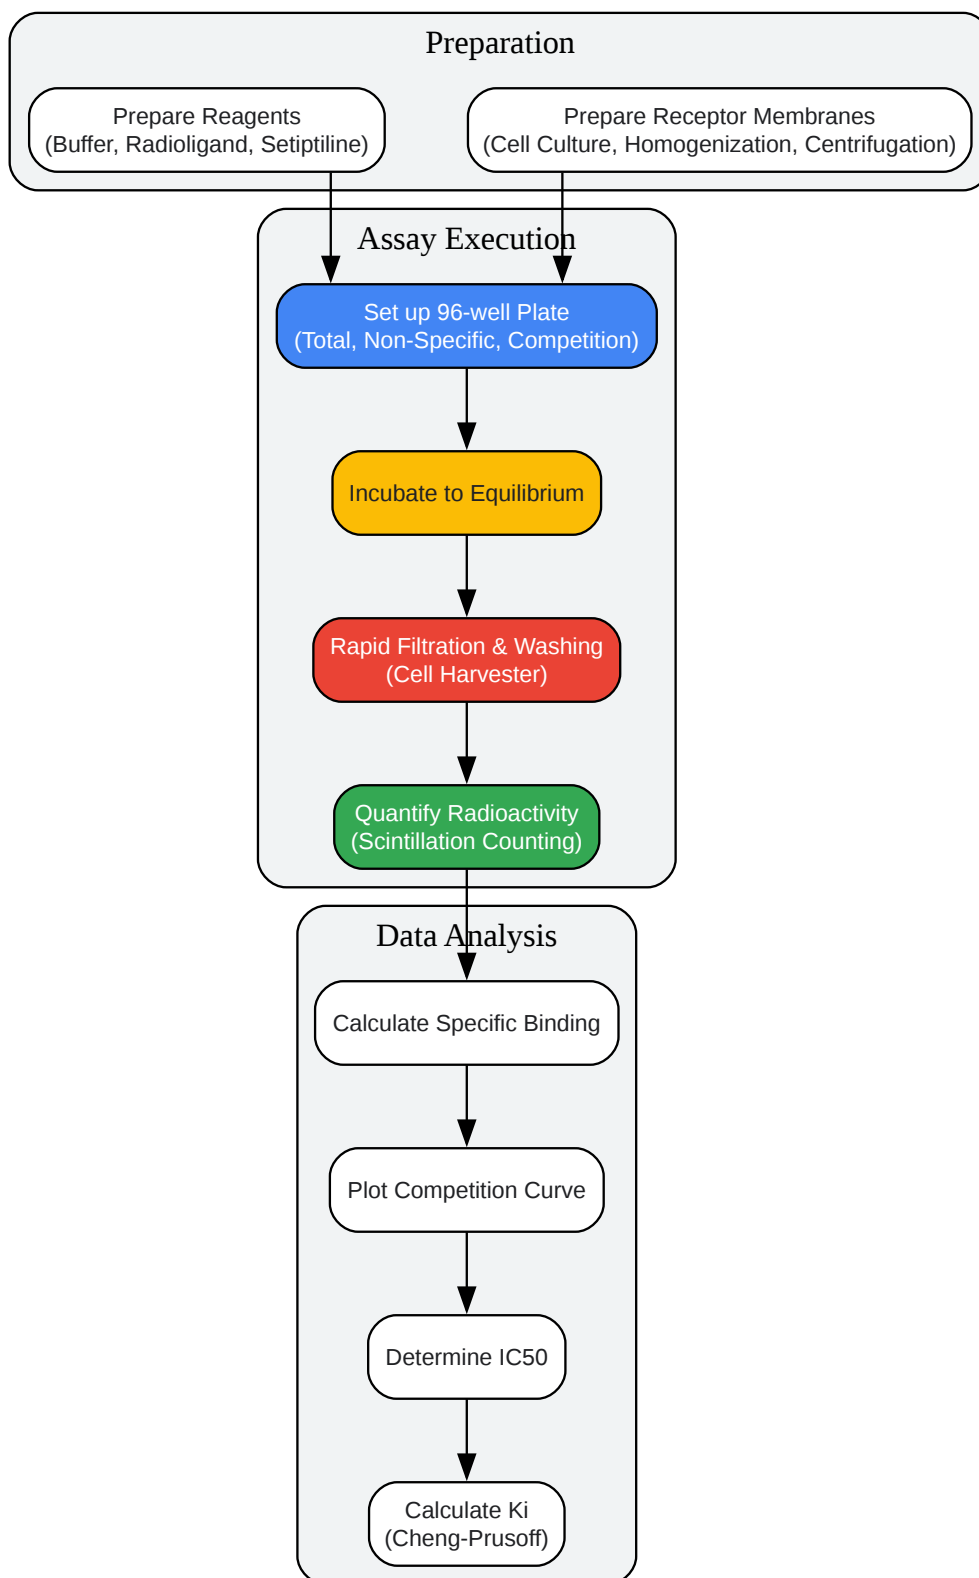 Preparation
Prepare Reagents
(Buffer, Radioligand, Setiptiline)
Prepare Receptor Membranes
(Cell Culture, Homogenization, Centrifugation)
Assay Execution
Set up 96-well Plate
(Total, Non-Specific, Competition)
Incubate to Equilibrium
Rapid Filtration & Washing
(Cell Harvester)
Quantify Radioactivity
(Scintillation Counting)
Data Analysis
Calculate Specific Binding
Plot Competition Curve
Determine IC50
Calculate Ki
(Cheng-Prusoff)